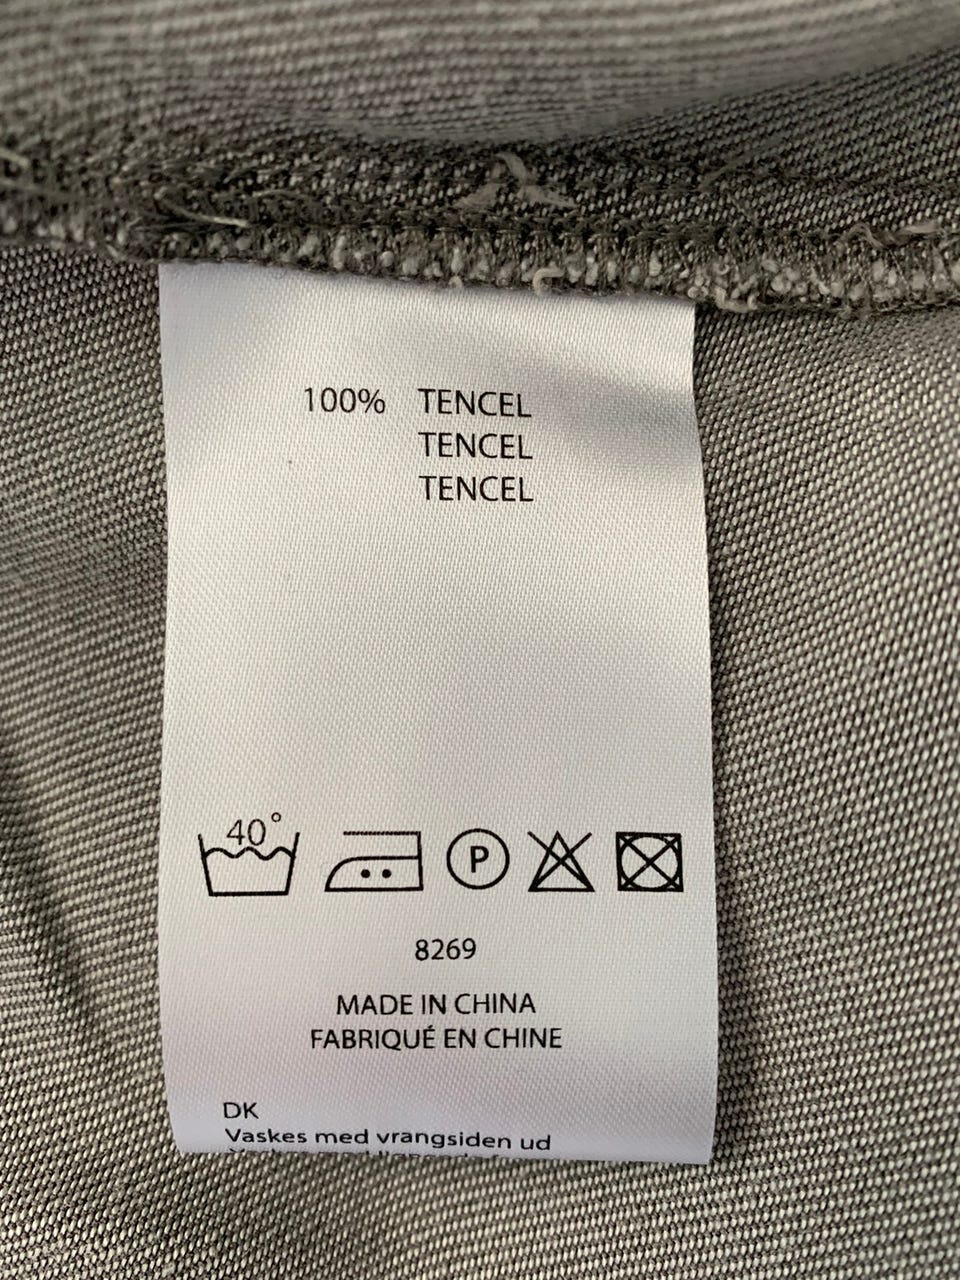 100% TENCEL
TENCEL
TENCEL
40°
P
8269
MADE IN CHINA
FABRIQUÉ EN CHINE
DK
Vaskes med vrangsiden ud